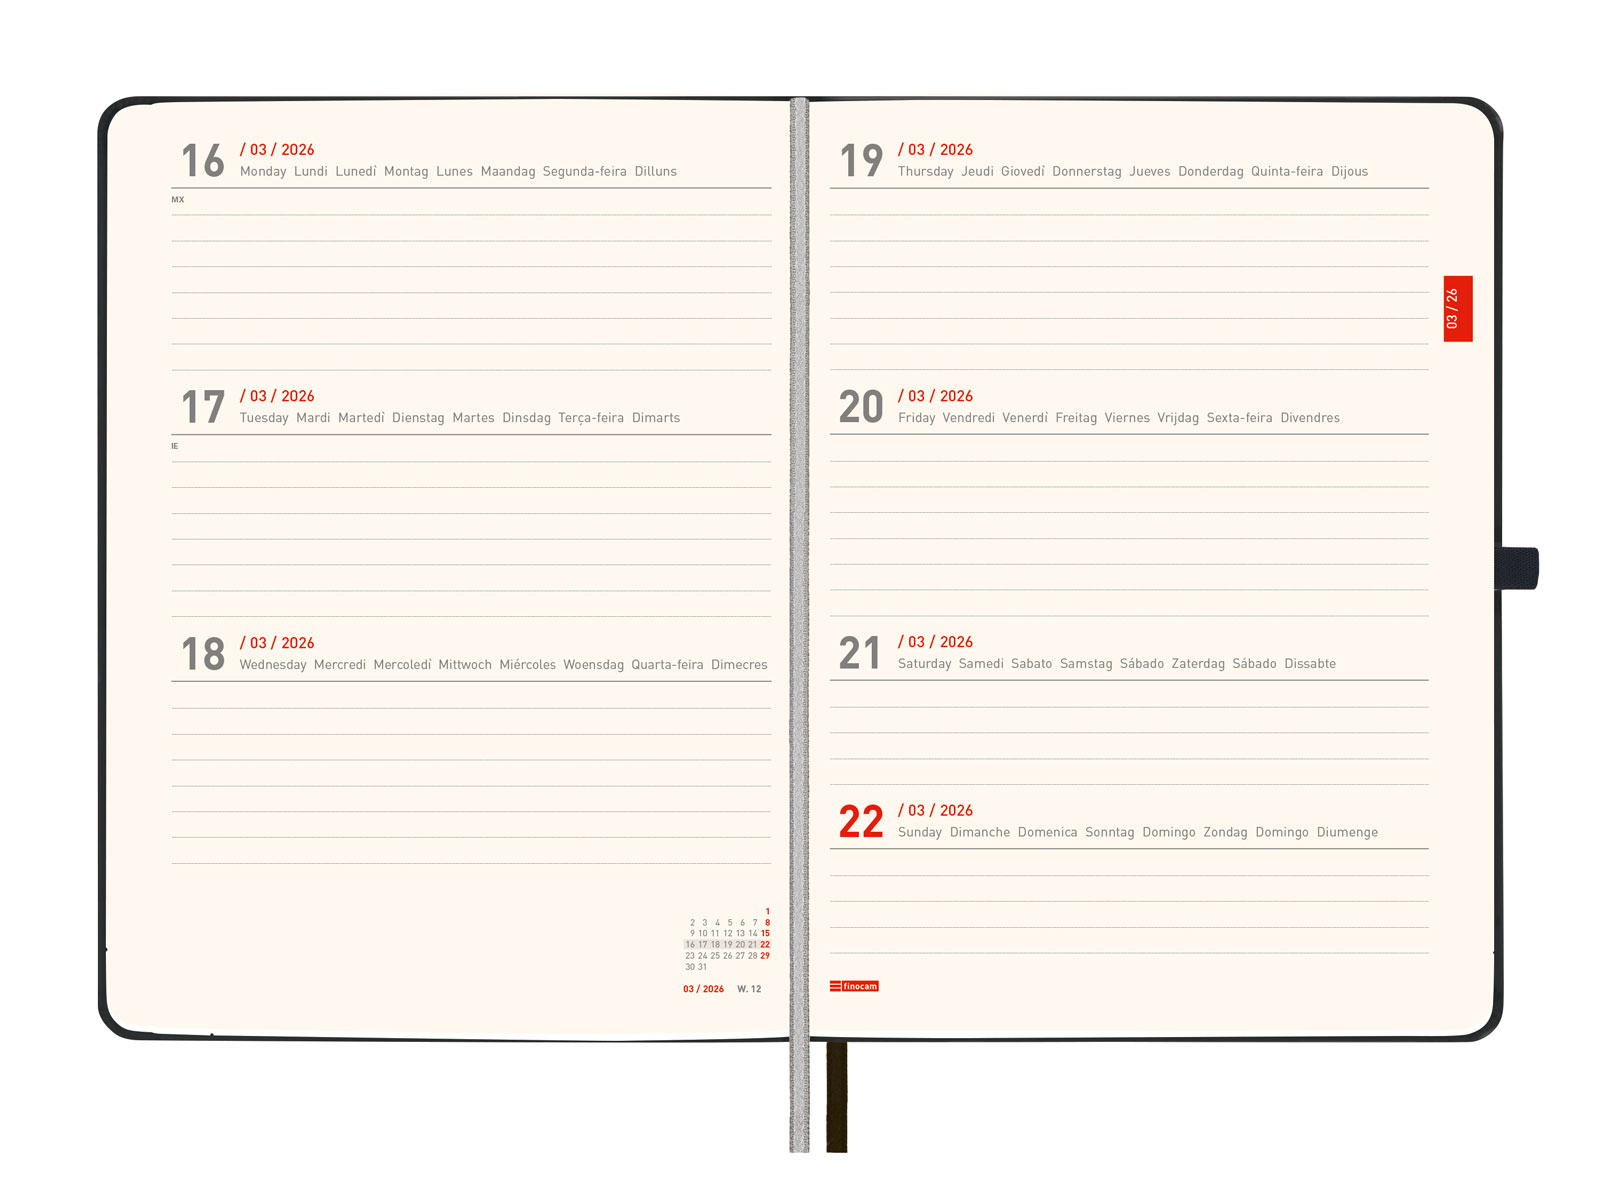 16 / 03 / 2026
Monday Lundi Lunedì Montag Lunes Maandag Segunda-feira Dilluns
MX
17 / 03 / 2026
Tuesday Mardi Martedì Dienstag Martes Dinsdag Terça-feira Dimarts
IE
18 / 03 / 2026
Wednesday Mercredi Mercoledì Mittwoch Miércoles Woensdag Quarta-feira Dimecres
1
2 3 4 5 6 7 8
9 10 11 12 13 14 15
16 17 18 19 20 21 22
23 24 25 26 27 28 29
30 31
03 / 2026 W. 12
19 / 03 / 2026
Thursday Jeudi Giovedì Donnerstag Jueves Donderdag Quinta-feira Dijous
03 / 26
20 / 03 / 2026
Friday Vendredi Venerdì Freitag Viernes Vrijdag Sexta-feira Divendres
21 / 03 / 2026
Saturday Samedi Sabato Samstag Sábado Zaterdag Sábado Dissabte
22 / 03 / 2026
Sunday Dimanche Domenica Sonntag Domingo Zondag Domingo Diumenge
finocam